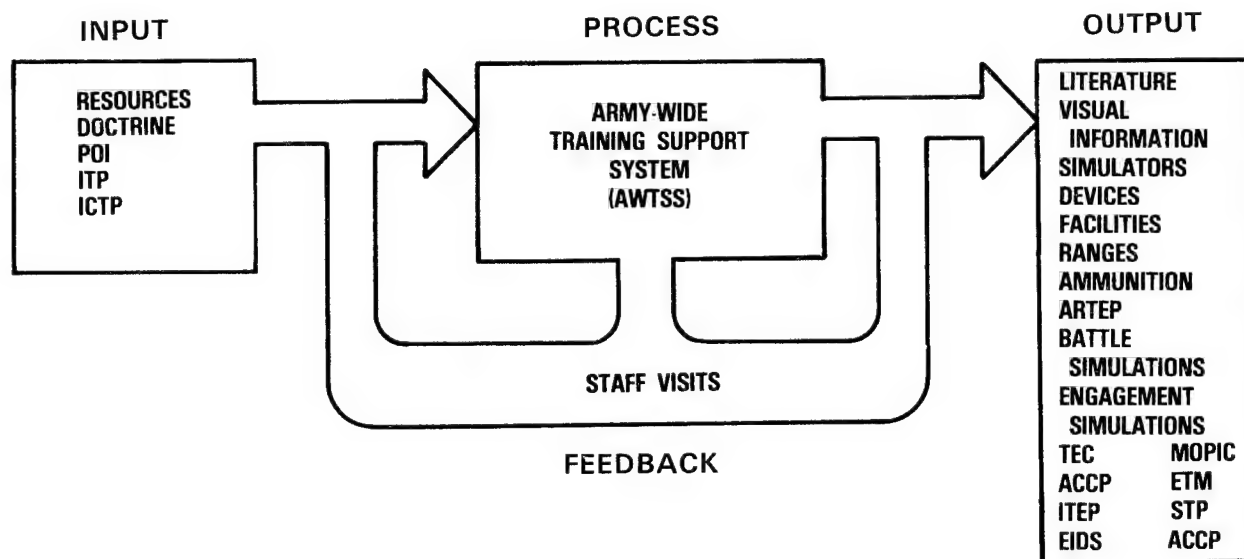 INPUT
RESOURCES
DOCTRINE
POI
ITP
ICTP
PROCESS
ARMY-WIDE
TRAINING SUPPORT
SYSTEM
(AWTSS)
OUTPUT
LITERATURE
VISUAL
INFORMATION
SIMULATORS
DEVICES
FACILITIES
RANGES
AMMUNITION
ARTEP
BATTLE
SIMULATIONS
ENGAGEMENT
SIMULATIONS
TEC MOPIC
ACCP ETM
ITEP STP
EIDS ACCP
STAFF VISITS
FEEDBACK